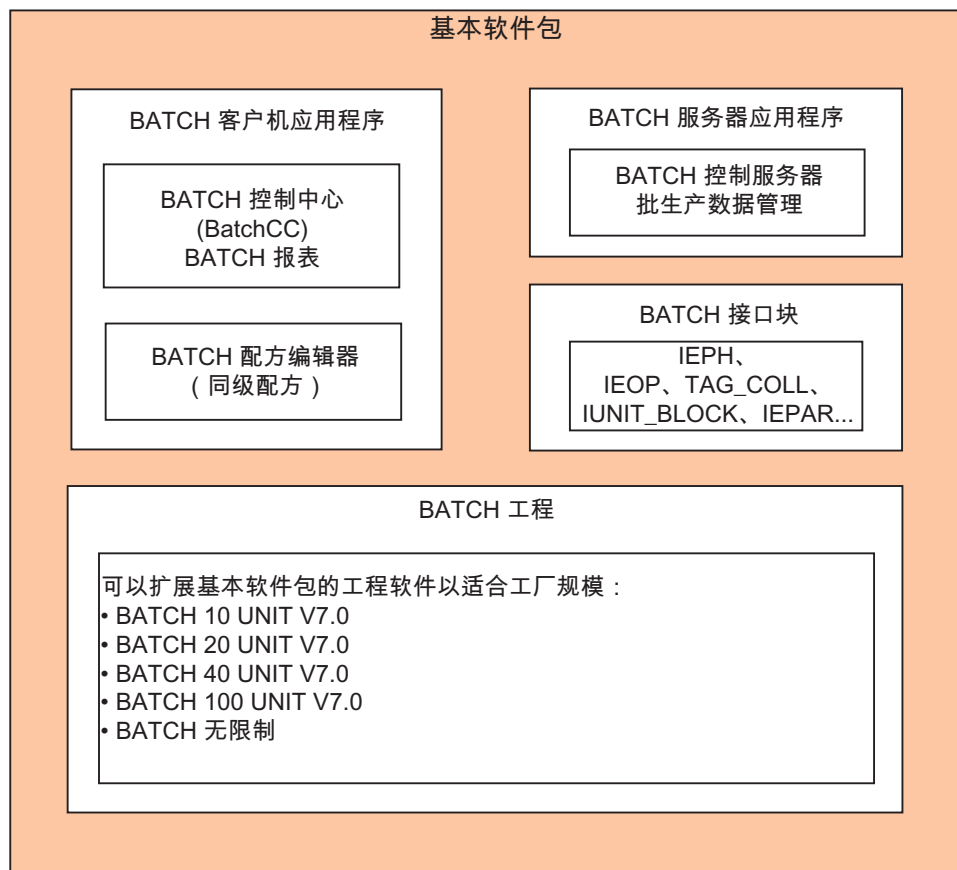 基本软件包
BATCH 客户机应用程序
BATCH 控制中心
(BatchCC)
BATCH 报表
BATCH 配方编辑器
（同级配方）
BATCH 服务器应用程序
BATCH 控制服务器
批生产数据管理
BATCH 接口块
IEPH、
IEOP、TAG_COLL、
IUNIT_BLOCK、IEPAR...
BATCH 工程
可以扩展基本软件包的工程软件以适合工厂规模：
• BATCH 10 UNIT V7.0
• BATCH 20 UNIT V7.0
• BATCH 40 UNIT V7.0
• BATCH 100 UNIT V7.0
• BATCH 无限制